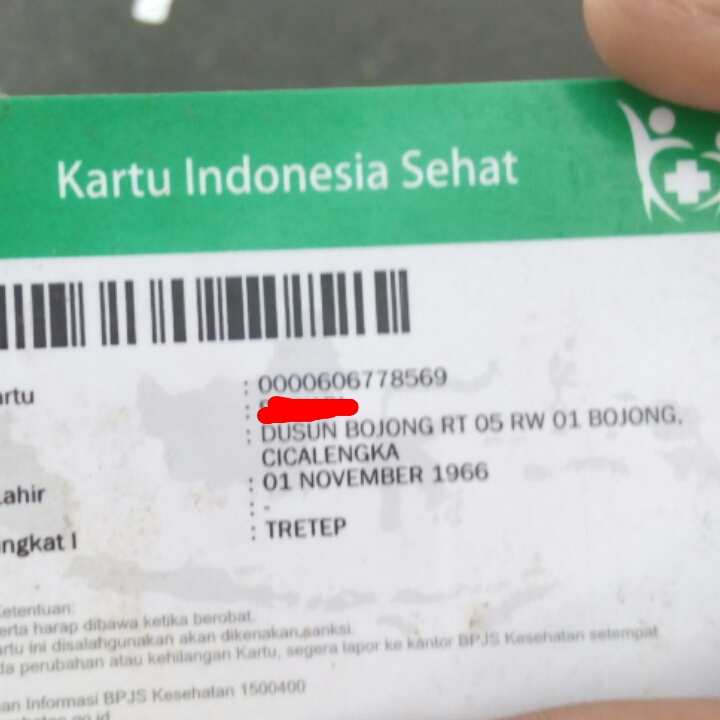 Kartu Indonesia Sehat
artu : 0000606778569
:
: DUSUN BOJONG RT 05 RW 01 BOJONG,
CICALENGKA
Lahir : 01 NOVEMBER 1966
: -
ingkat I : TRETEP
Ketentuan:
erta harap dibawa ketika berobat.
artu ini disalahgunakan akan dikenakan sanksi.
da perubahan atau kehilangan Kartu, segera lapor ke kantor BPJS Kesehatan setempat
an Informasi BPJS Kesehatan 1500400